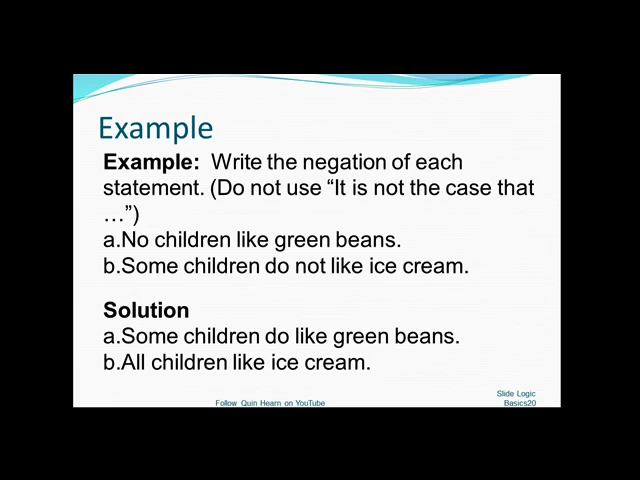 Example
Example:  Write the negation of each
statement. (Do not use “It is not the case that
…”)
a.No children like green beans.
b.Some children do not like ice cream.
Solution
a.Some children do like green beans.
b.All children like ice cream.
Slide Logic
Follow Quin Hearn on YouTube
Basics20